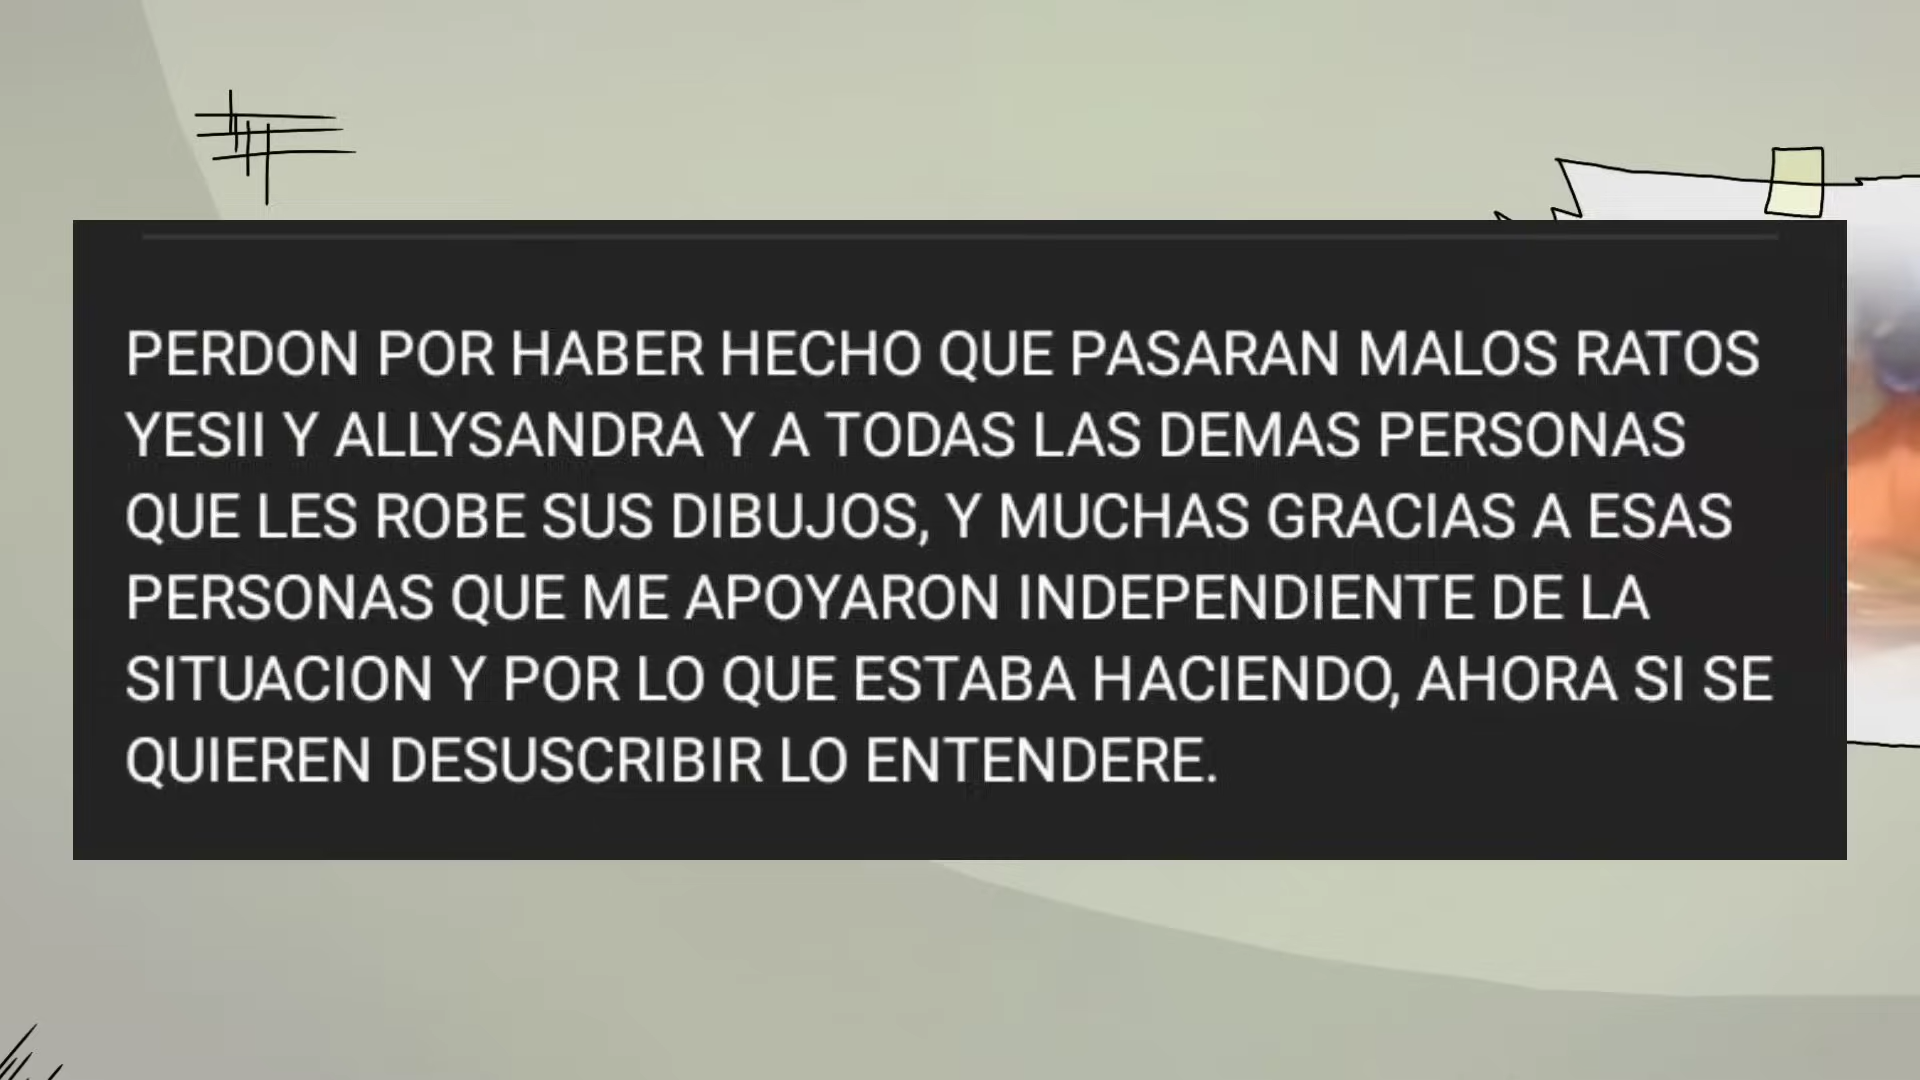 PERDON POR HABER HECHO QUE PASARAN MALOS RATOS
YESII Y ALLYSANDRA Y A TODAS LAS DEMAS PERSONAS
QUE LES ROBE SUS DIBUJOS, Y MUCHAS GRACIAS A ESAS
PERSONAS QUE ME APOYARON INDEPENDIENTE DE LA
SITUACION Y POR LO QUE ESTABA HACIENDO, AHORA SI SE
QUIEREN DESUSCRIBIR LO ENTENDERE.